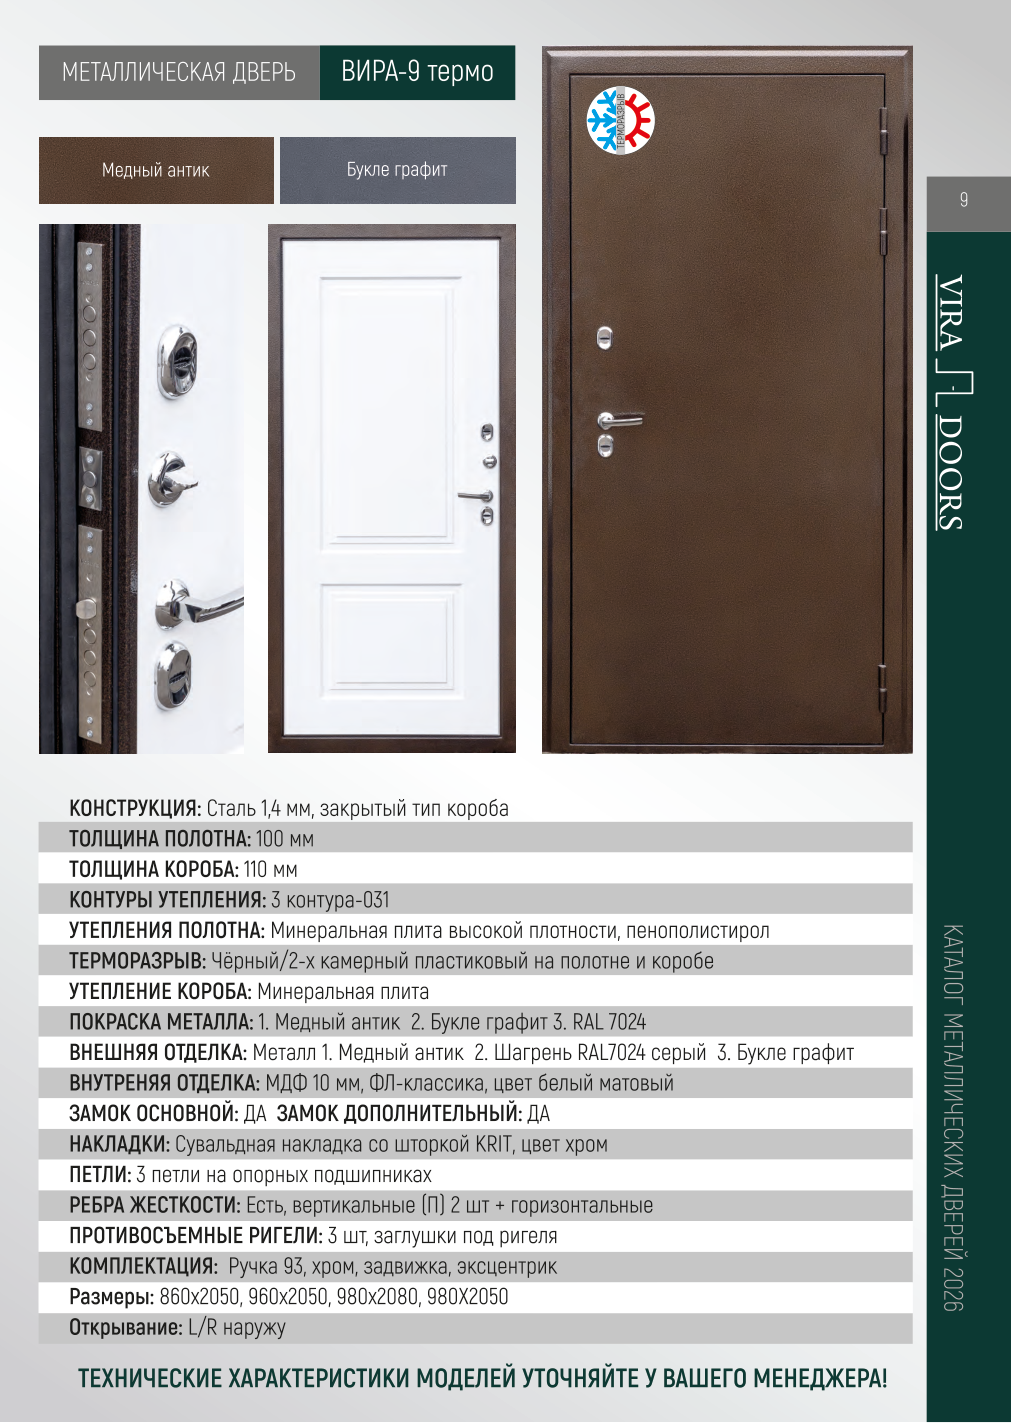 МЕТАЛЛИЧЕСКАЯ ДВЕРЬ ВИРА-9 термо
Медный антик
Букле графит
ТЕРМОРАЗРЫВ
9
VIRA DOORS
КОНСТРУКЦИЯ: Сталь 1,4 мм, закрытый тип короба
ТОЛЩИНА ПОЛОТНА: 100 мм
ТОЛЩИНА КОРОБА: 110 мм
КОНТУРЫ УТЕПЛЕНИЯ: 3 контура-031
УТЕПЛЕНИЯ ПОЛОТНА: Минеральная плита высокой плотности, пенополистирол
ТЕРМОРАЗРЫВ: Чёрный/2-х камерный пластиковый на полотне и коробе
УТЕПЛЕНИЕ КОРОБА: Минеральная плита
ПОКРАСКА МЕТАЛЛА: 1. Медный антик 2. Букле графит 3. RAL 7024
ВНЕШНЯЯ ОТДЕЛКА: Металл 1. Медный антик 2. Шагрень RAL7024 серый 3. Букле графит
ВНУТРЕНЯЯ ОТДЕЛКА: МДФ 10 мм, ФЛ-классика, цвет белый матовый
ЗАМОК ОСНОВНОЙ: ДА ЗАМОК ДОПОЛНИТЕЛЬНЫЙ: ДА
НАКЛАДКИ: Сувальдная накладка со шторкой KRIT, цвет хром
ПЕТЛИ: 3 петли на опорных подшипниках
РЕБРА ЖЕСТКОСТИ: Есть, вертикальные (П) 2 шт + горизонтальные
ПРОТИВОСЪЕМНЫЕ РИГЕЛИ: 3 шт, заглушки под ригеля
КОМПЛЕКТАЦИЯ: Ручка 93, хром, задвижка, эксцентрик
Размеры: 860х2050, 960х2050, 980х2080, 980Х2050
Открывание: L/R наружу
КАТАЛОГ МЕТАЛЛИЧЕСКИХ ДВЕРЕЙ 2026
ТЕХНИЧЕСКИЕ ХАРАКТЕРИСТИКИ МОДЕЛЕЙ УТОЧНЯЙТЕ У ВАШЕГО МЕНЕДЖЕРА!